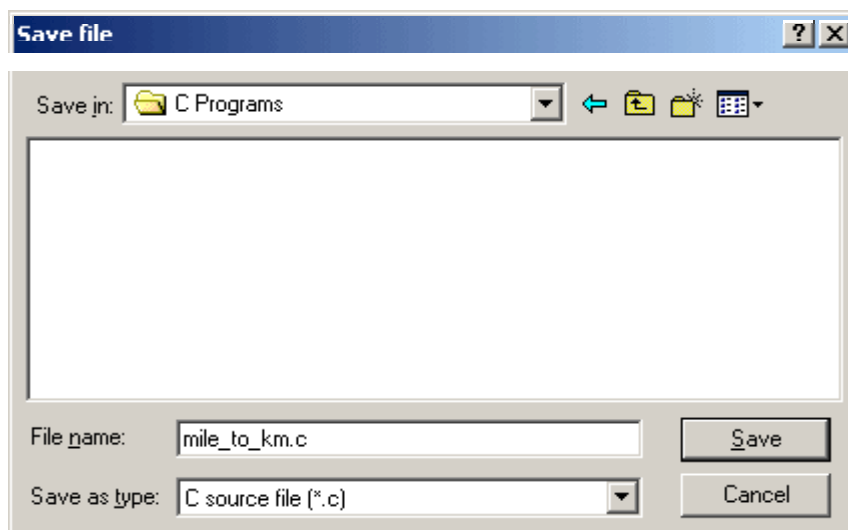 Save file
Save in: C Programs
File name: mile_to_km.c Save
Save as type: C source file (*.c) Cancel